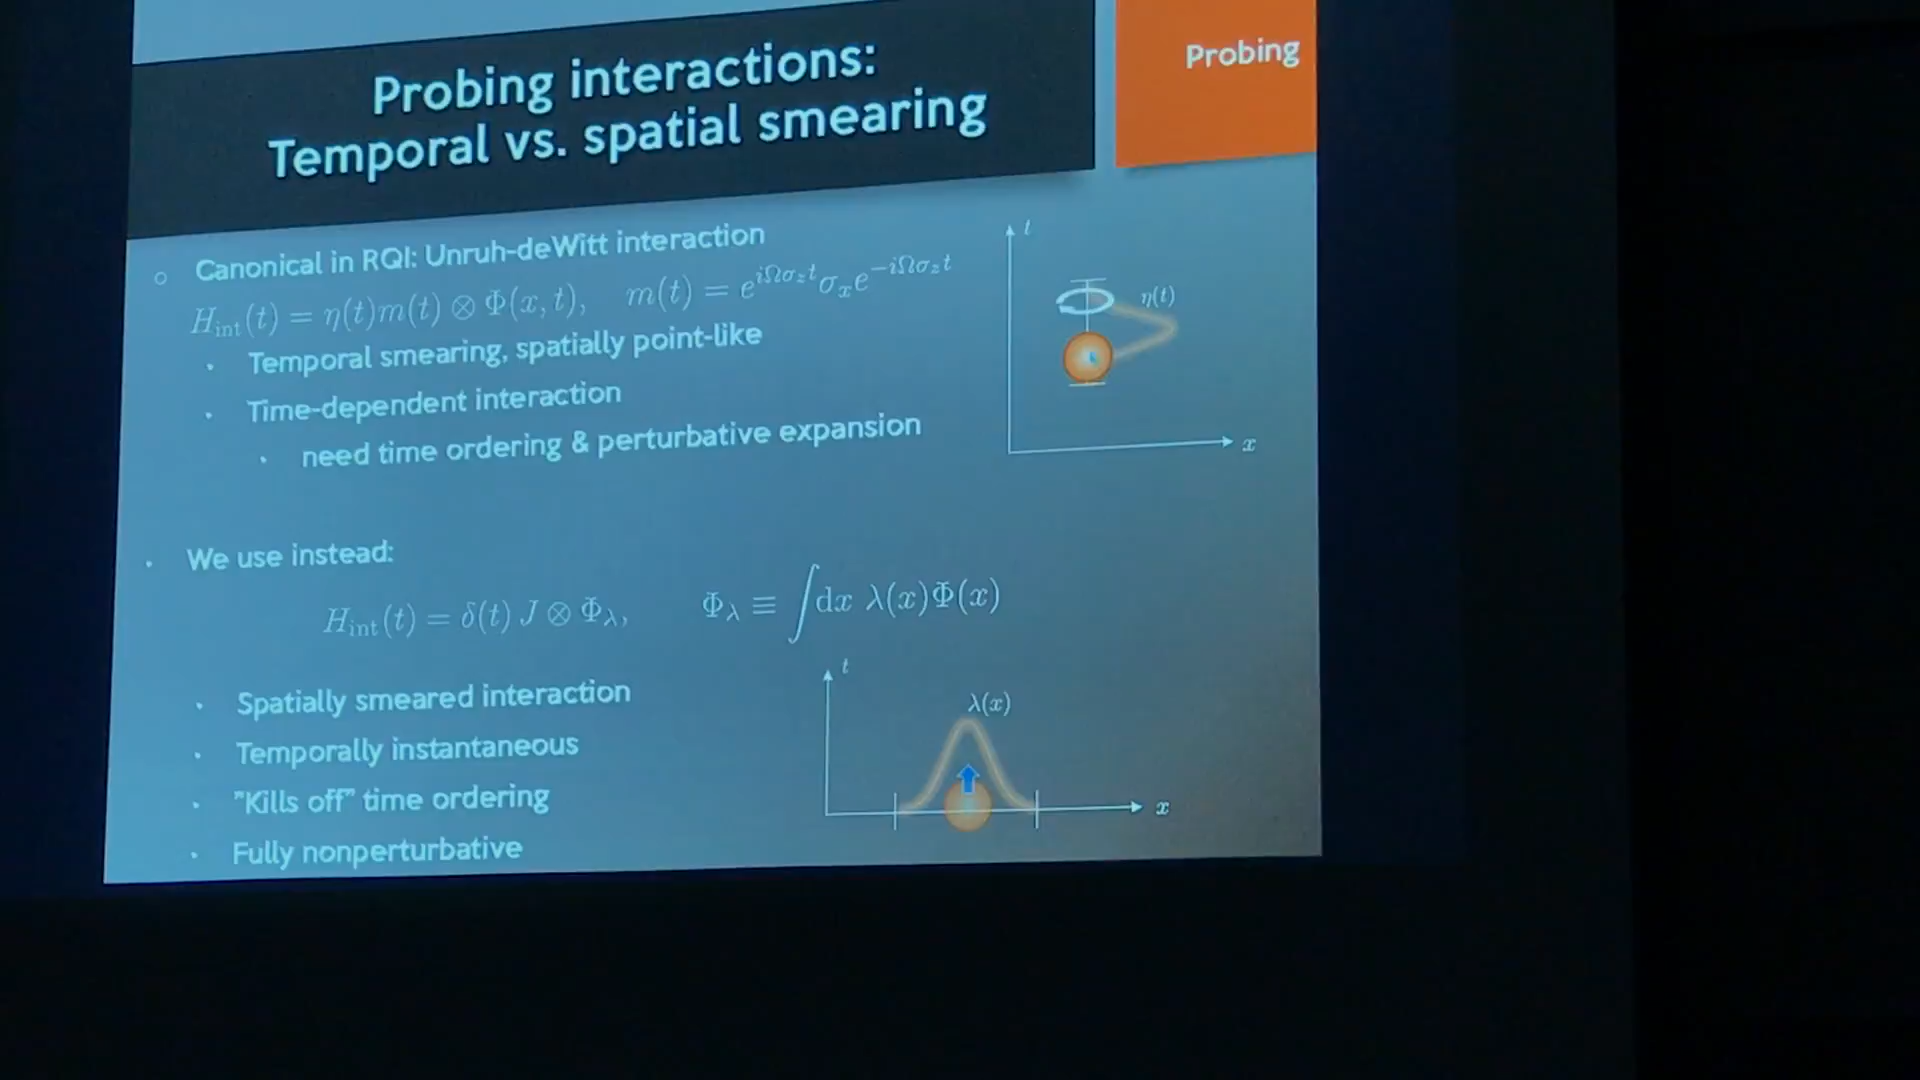 Probing interactions:
Temporal vs. spatial smearing
Probing
Canonical in RQI: Unruh-deWitt interaction
H_int(t) = η(t)m(t) ⊗ Φ(x, t),   m(t) = e^{iΩσ_z t} σ_x e^{-iΩσ_z t}
Temporal smearing, spatially point-like
Time-dependent interaction
need time ordering & perturbative expansion
t
η(t)
x
We use instead:
H_int(t) = δ(t) J ⊗ Φ_λ,   Φ_λ ≡ ∫dx λ(x)Φ(x)
Spatially smeared interaction
Temporally instantaneous
"Kills off" time ordering
Fully nonperturbative
t
λ(x)
x